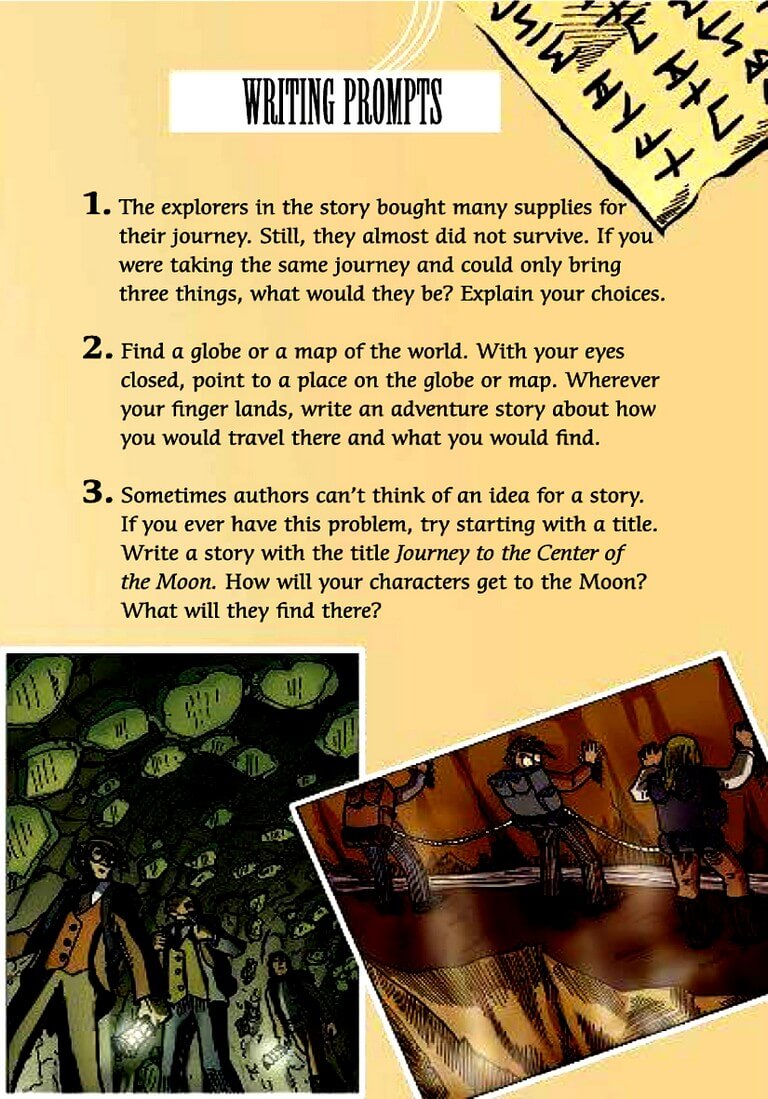 WRITING PROMPTS
1. The explorers in the story bought many supplies for
their journey. Still, they almost did not survive. If you
were taking the same journey and could only bring
three things, what would they be? Explain your choices.
2. Find a globe or a map of the world. With your eyes
closed, point to a place on the globe or map. Wherever
your finger lands, write an adventure story about how
you would travel there and what you would find.
3. Sometimes authors can't think of an idea for a story.
If you ever have this problem, try starting with a title.
Write a story with the title Journey to the Center of
the Moon. How will your characters get to the Moon?
What will they find there?